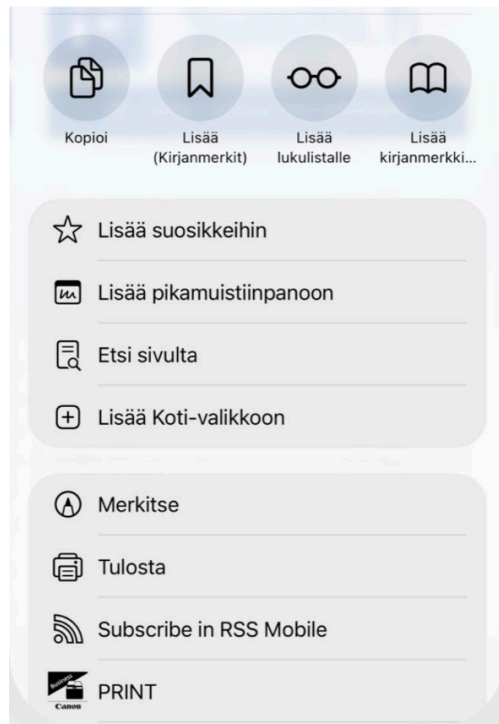 Kopioi
Lisää
(Kirjanmerkit)
Lisää
lukulistalle
Lisää
kirjanmerkki...
Lisää suosikkeihin
Lisää pikamuistiinpanoon
Etsi sivulta
Lisää Koti-valikkoon
Merkitse
Tulosta
Subscribe in RSS Mobile
Business
Canon
PRINT